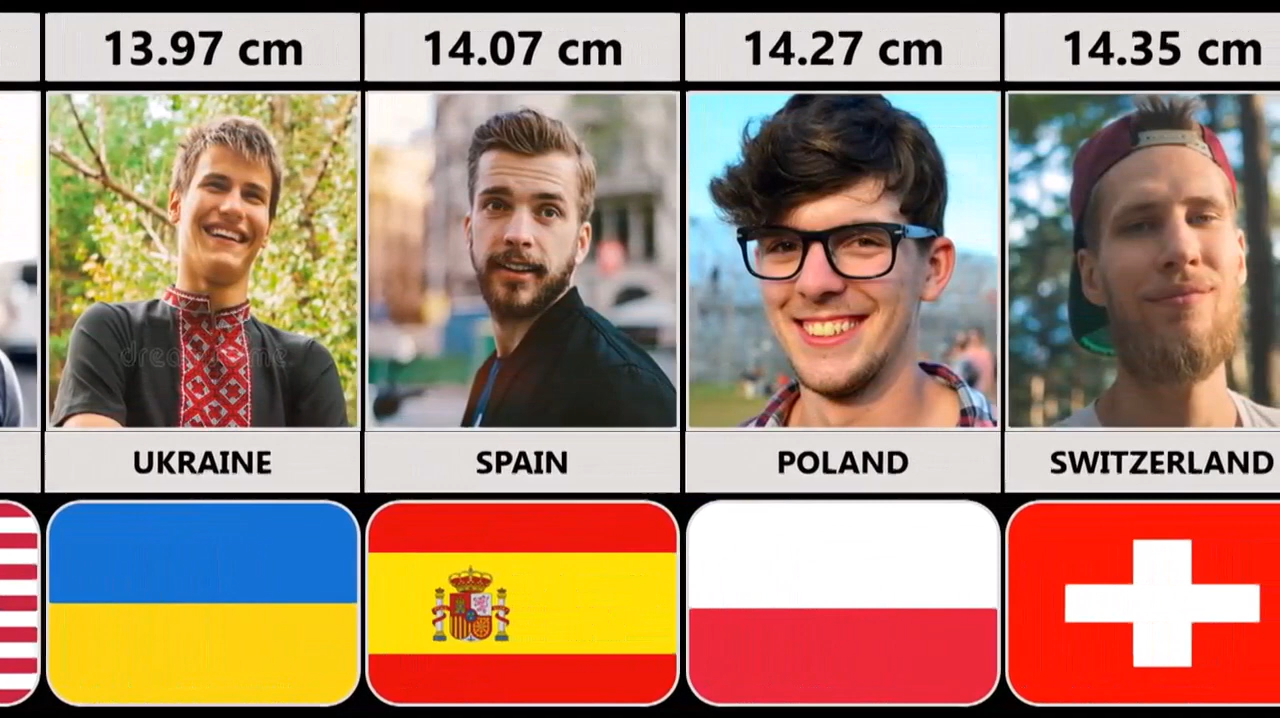 13.97 cm
14.07 cm
14.27 cm
14.35 cm
UKRAINE
SPAIN
POLAND
SWITZERLAND